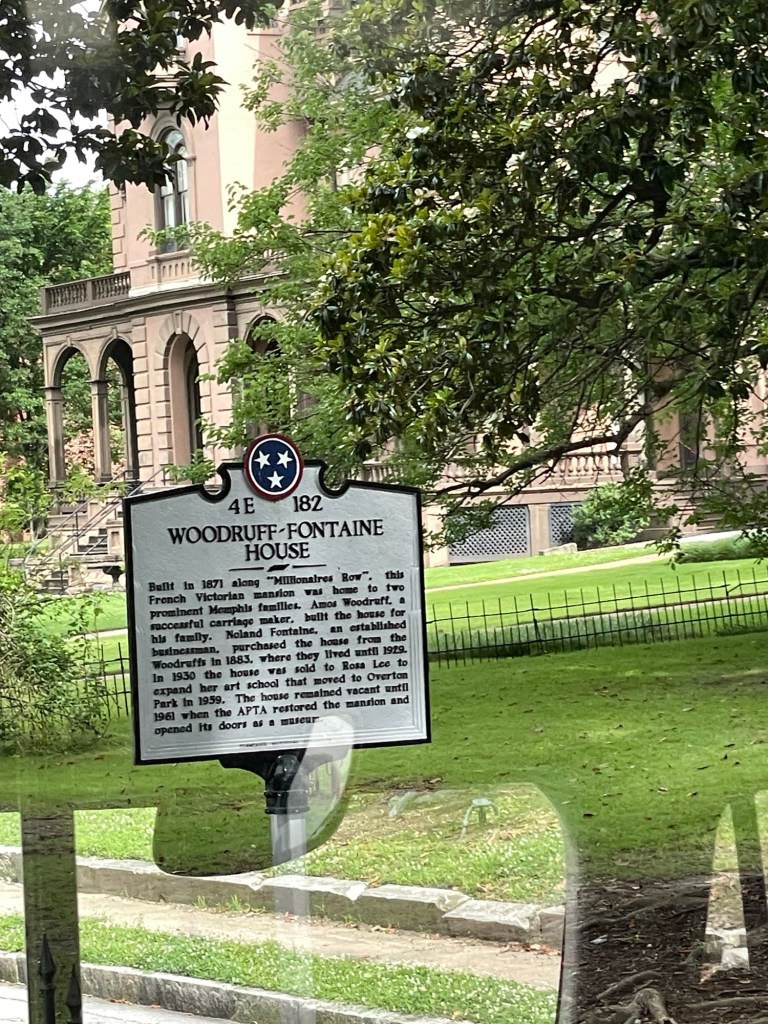 4E 182
WOODRUFF-FONTAINE
HOUSE
Built in 1871 along "Millionaires Row", this
French Victorian mansion was home to two
prominent Memphis families. Amos Woodruff, a
successful carriage maker, built the house for
his family. Noland Fontaine, an established
businessman, purchased the house from the
Woodruffs in 1883, where they lived until 1929.
In 1930 the house was sold to Rosa Lee to
expand her art school that moved to Overton
Park in 1959. The house remained vacant until
1961 when the APTA restored the mansion and
opened its doors as a museum.